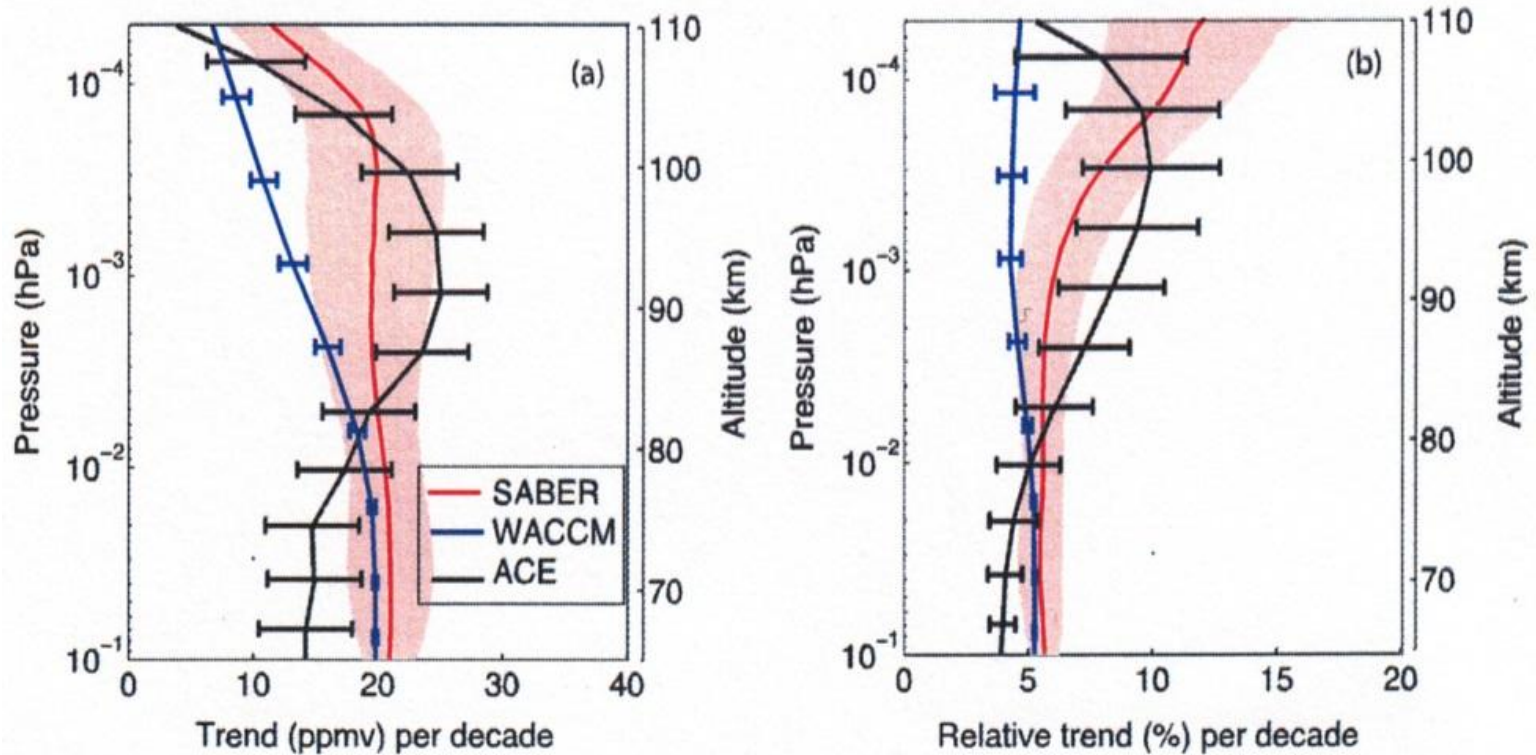 (a)
Pressure (hPa)
10⁻⁴
10⁻³
10⁻²
10⁻¹
0 10 20 30 40
Trend (ppmv) per decade
110
100
90
80
70
Altitude (km)
SABER
WACCM
ACE
(b)
Pressure (hPa)
10⁻⁴
10⁻³
10⁻²
10⁻¹
0 5 10 15 20
Relative trend (%) per decade
110
100
90
80
70
Altitude (km)